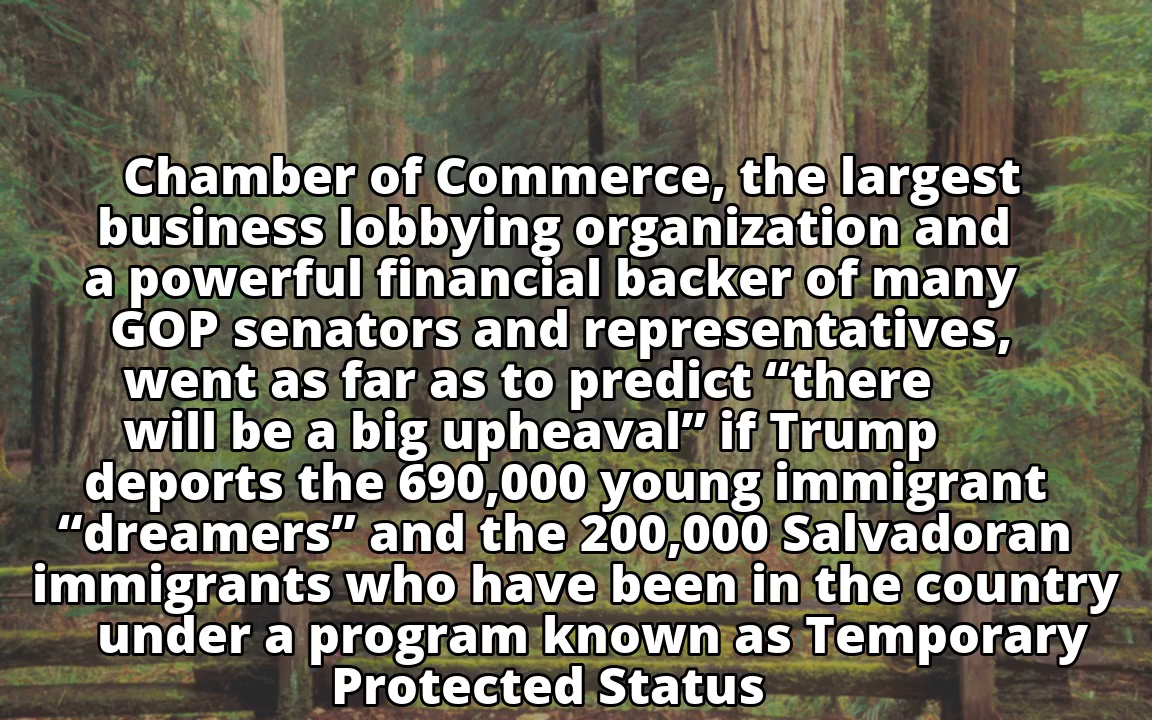 Chamber of Commerce, the largest
business lobbying organization and
a powerful financial backer of many
GOP senators and representatives,
went as far as to predict “there
will be a big upheaval” if Trump
deports the 690,000 young immigrant
“dreamers” and the 200,000 Salvadoran
immigrants who have been in the country
under a program known as Temporary
Protected Status